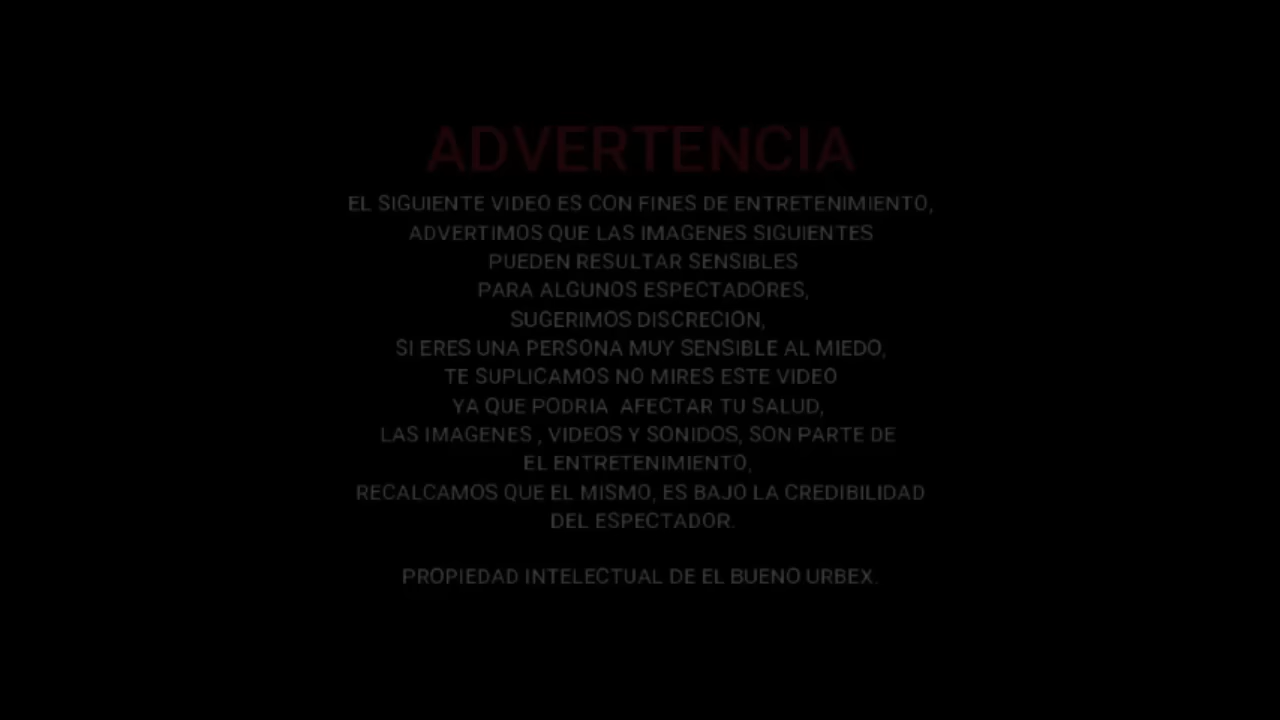 ADVERTENCIA
EL SIGUIENTE VIDEO ES CON FINES DE ENTRETENIMIENTO,
ADVERTIMOS QUE LAS IMAGENES SIGUIENTES
PUEDEN RESULTAR SENSIBLES
PARA ALGUNOS ESPECTADORES,
SUGERIMOS DISCRECION,
SI ERES UNA PERSONA MUY SENSIBLE AL MIEDO,
TE SUPLICAMOS NO MIRES ESTE VIDEO
YA QUE PODRIA  AFECTAR TU SALUD,
LAS IMAGENES , VIDEOS Y SONIDOS, SON PARTE DE
EL ENTRETENIMIENTO,
RECALCAMOS QUE EL MISMO, ES BAJO LA CREDIBILIDAD
DEL ESPECTADOR.
PROPIEDAD INTELECTUAL DE EL BUENO URBEX.